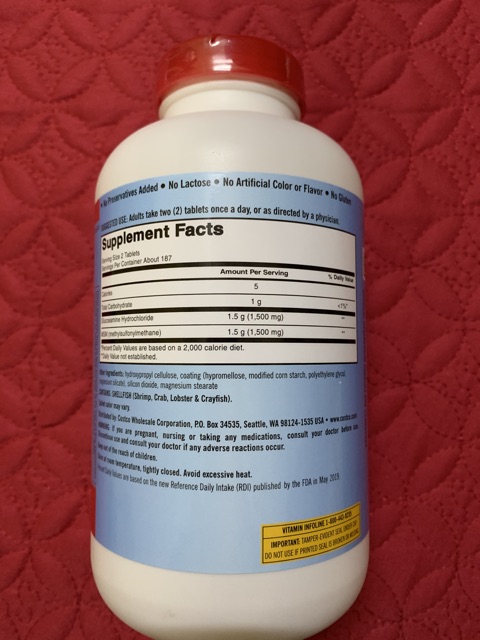 No Preservatives Added • No Lactose • No Artificial Color or Flavor • No Gluten
SUGGESTED USE: Adults take two (2) tablets once a day, or as directed by a physician.
Supplement Facts
Serving Size 2 Tablets
Servings Per Container About 187
Amount Per Serving % Daily Value
Calories 5
Total Carbohydrate 1 g <1%*
Glucosamine Hydrochloride 1.5 g (1,500 mg) **
MSM (methylsulfonylmethane) 1.5 g (1,500 mg) **
*Percent Daily Values are based on a 2,000 calorie diet.
**Daily Value not established.
Other Ingredients: hydroxypropyl cellulose, coating (hypromellose, modified corn starch, polyethylene glycol,
magnesium silicate), silicon dioxide, magnesium stearate
CONTAINS: SHELLFISH (Shrimp, Crab, Lobster & Crayfish).
color may vary.
Distributed by: Costco Wholesale Corporation, P.O. Box 34535, Seattle, WA 98124-1535 USA • www.costco.com
WARNING: If you are pregnant, nursing or taking any medications, consult your doctor before use.
Discontinue use and consult your doctor if any adverse reactions occur.
Keep out of the reach of children.
Store at room temperature, tightly closed. Avoid excessive heat.
Percent Daily Values are based on the new Reference Daily Intake (RDI) published by the FDA in May 2019.
VITAMIN INFOLINE
IMPORTANT: TAMPER-EVIDENT SEAL UNDER CAP.
DO NOT USE IF PRINTED SEAL IS BROKEN OR MISSING.